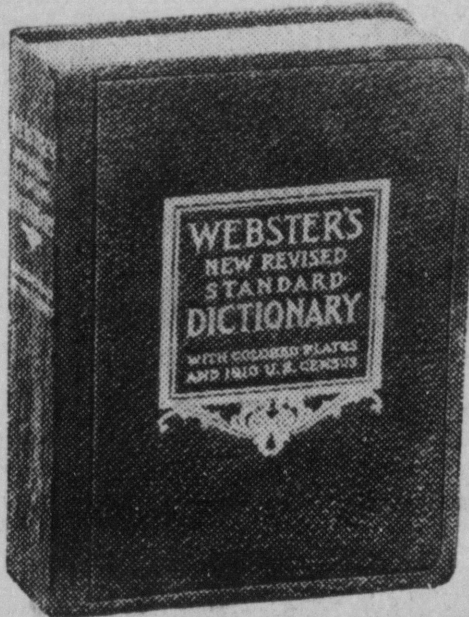 WEBSTER'S
NEW REVISED
STANDARD
DICTIONARY
WITH COLORED PLATES
AND 1910 U.S. CENSUS